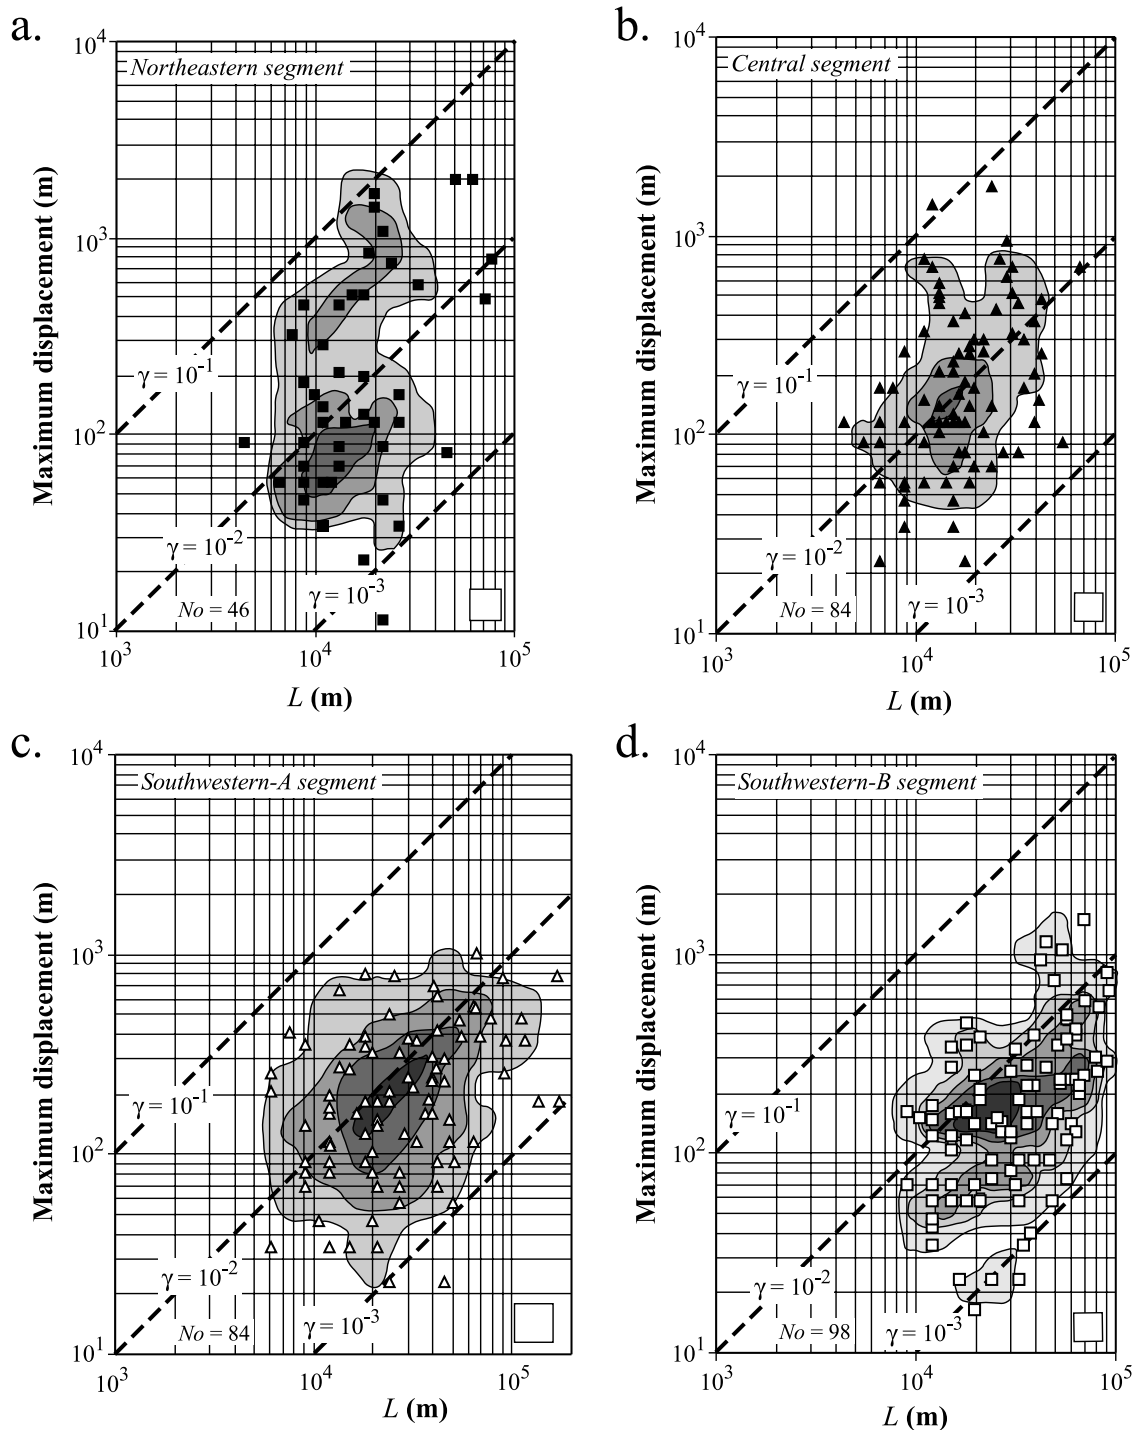 a.
10^4
Northeastern segment
10^3
γ = 10^-1
10^2
γ = 10^-2
γ = 10^-3
No = 46
10^1
10^3
10^4
10^5
Maximum displacement (m)
L (m)
b.
10^4
Central segment
10^3
γ = 10^-1
10^2
γ = 10^-2
γ = 10^-3
No = 84
10^1
10^3
10^4
10^5
Maximum displacement (m)
L (m)
c.
10^4
Southwestern-A segment
10^3
γ = 10^-1
10^2
γ = 10^-2
γ = 10^-3
No = 84
10^1
10^3
10^4
10^5
Maximum displacement (m)
L (m)
d.
10^4
Southwestern-B segment
10^3
γ = 10^-1
10^2
γ = 10^-2
γ = 10^-3
No = 98
10^1
10^3
10^4
10^5
Maximum displacement (m)
L (m)